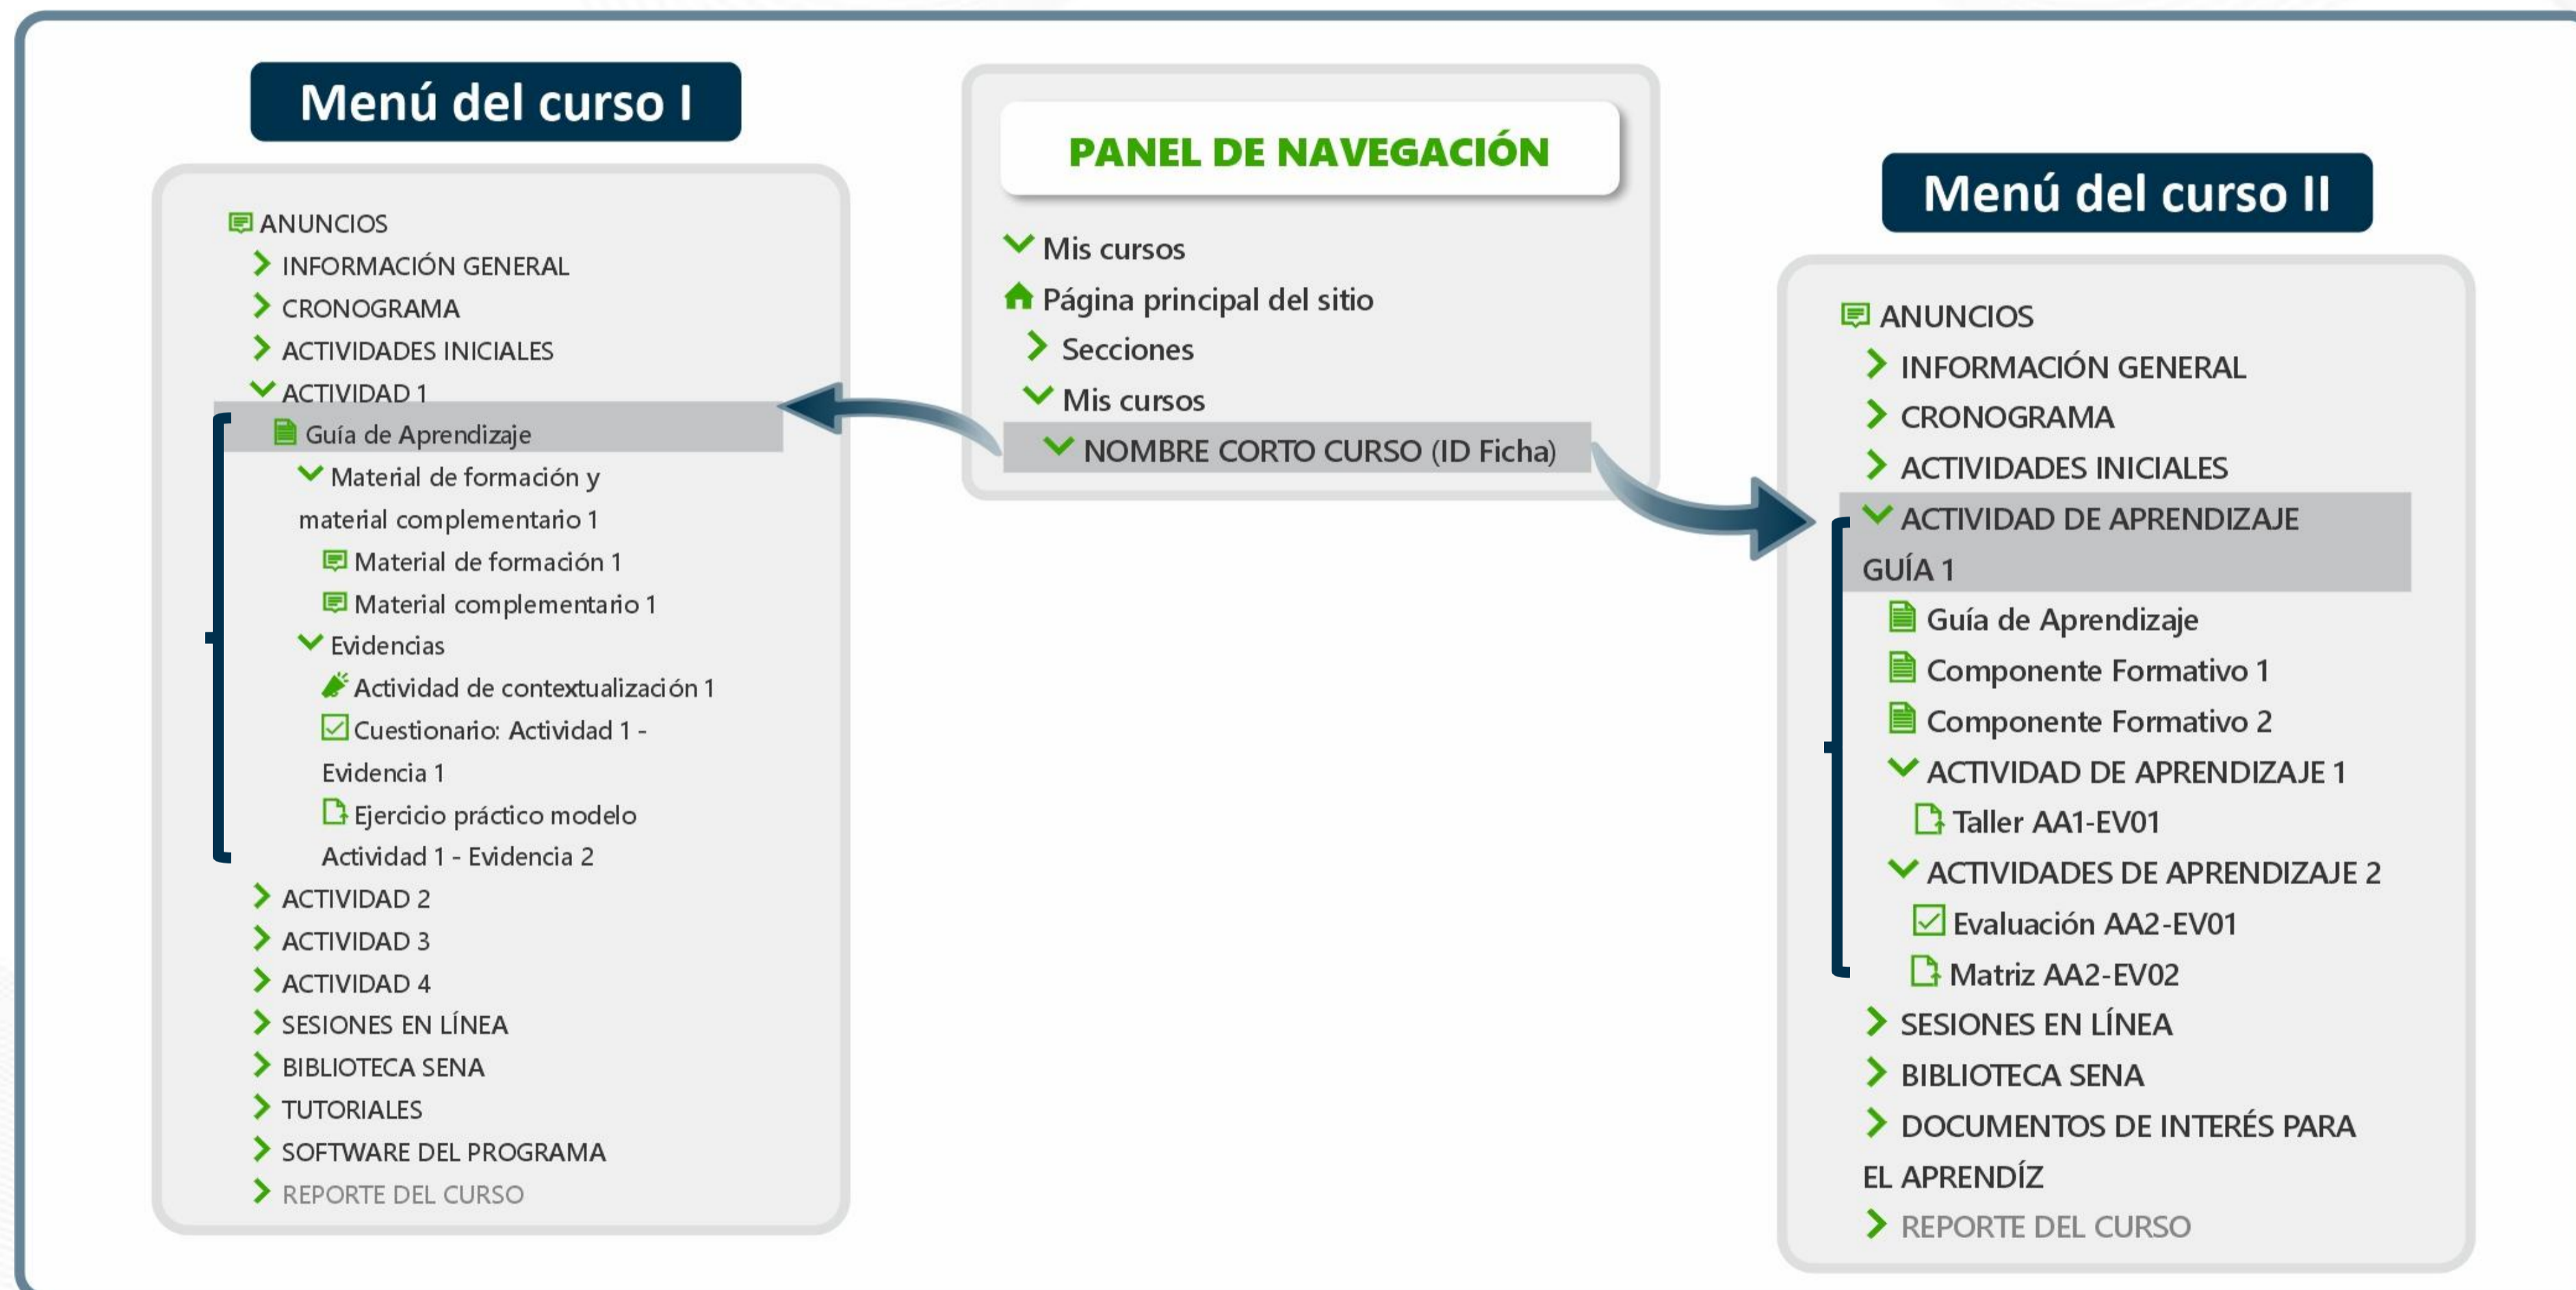 Menú del curso I
ANUNCIOS
INFORMACIÓN GENERAL
CRONOGRAMA
ACTIVIDADES INICIALES
ACTIVIDAD 1
Guía de Aprendizaje
Material de formación y
material complementario 1
Material de formación 1
Material complementario 1
Evidencias
Actividad de contextualización 1
Cuestionario: Actividad 1 -
Evidencia 1
Ejercicio práctico modelo
Actividad 1 - Evidencia 2
ACTIVIDAD 2
ACTIVIDAD 3
ACTIVIDAD 4
SESIONES EN LÍNEA
BIBLIOTECA SENA
TUTORIALES
SOFTWARE DEL PROGRAMA
REPORTE DEL CURSO
PANEL DE NAVEGACIÓN
Mis cursos
Página principal del sitio
Secciones
Mis cursos
NOMBRE CORTO CURSO (ID Ficha)
Menú del curso II
ANUNCIOS
INFORMACIÓN GENERAL
CRONOGRAMA
ACTIVIDADES INICIALES
ACTIVIDAD DE APRENDIZAJE
GUÍA 1
Guía de Aprendizaje
Componente Formativo 1
Componente Formativo 2
ACTIVIDAD DE APRENDIZAJE 1
Taller AA1-EV01
ACTIVIDADES DE APRENDIZAJE 2
Evaluación AA2-EV01
Matriz AA2-EV02
SESIONES EN LÍNEA
BIBLIOTECA SENA
DOCUMENTOS DE INTERÉS PARA
EL APRENDÍZ
REPORTE DEL CURSO